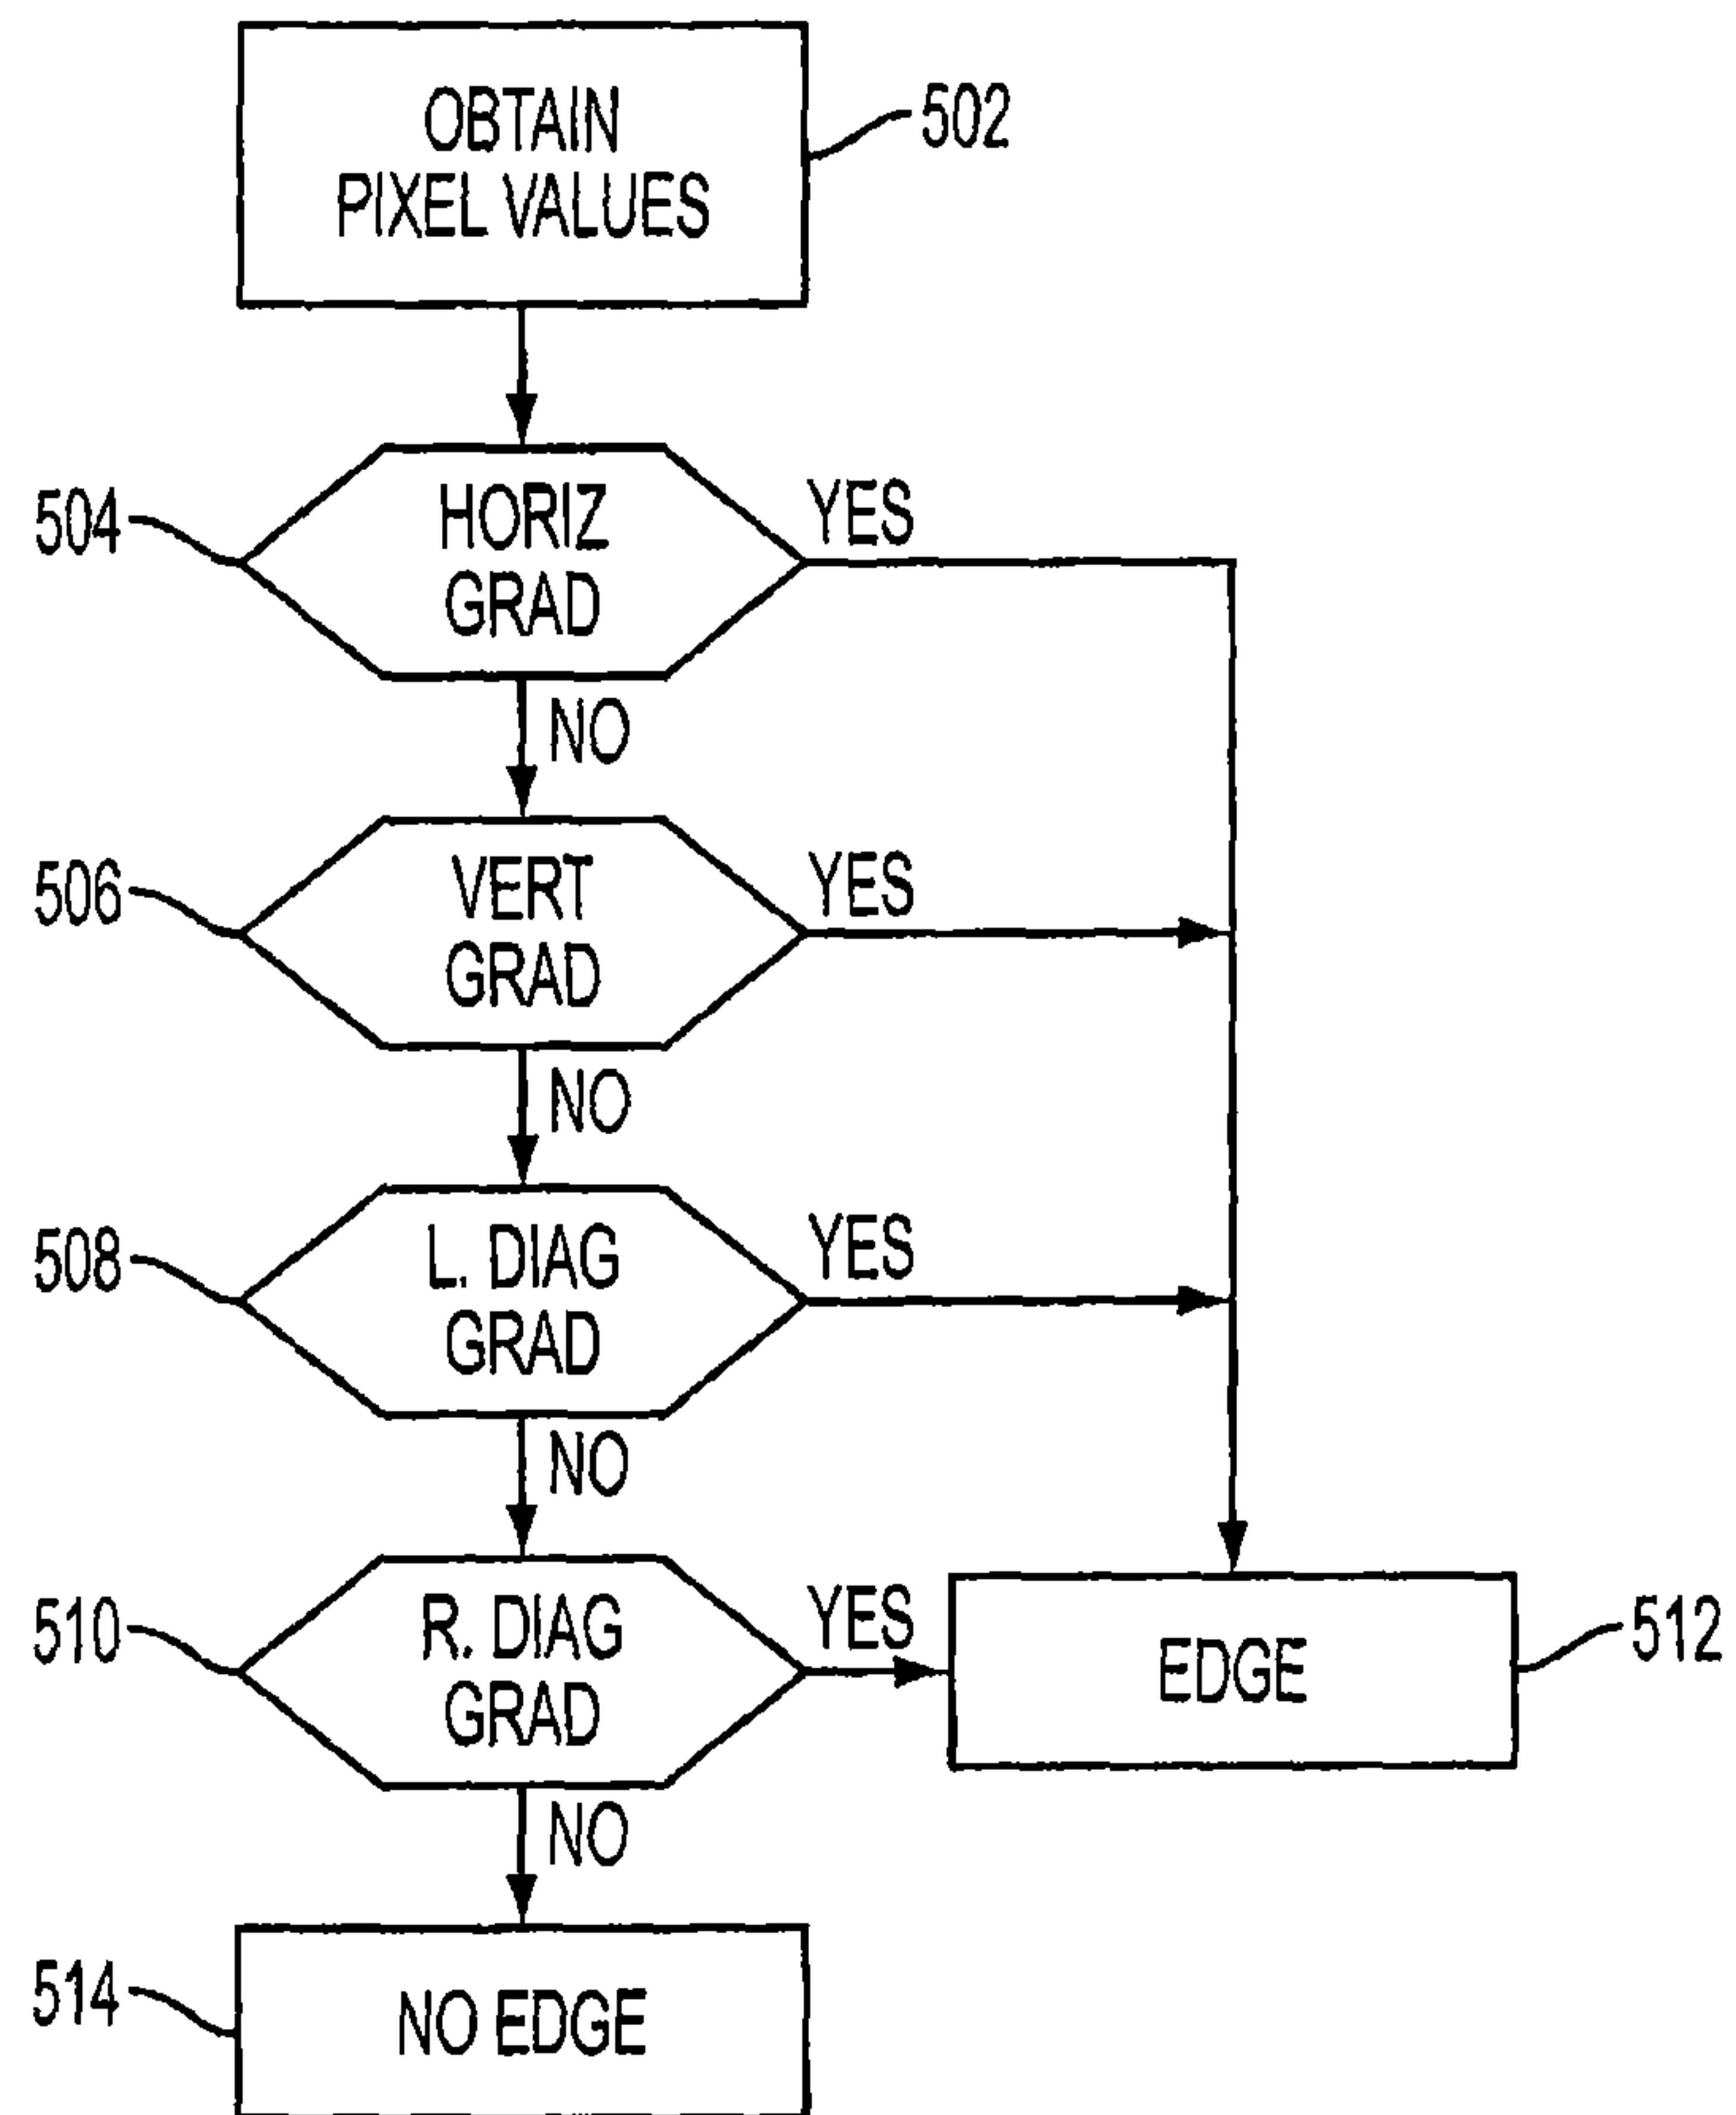 OBTAIN
PIXEL VALUES
502
504
HORIZ
GRAD
YES
NO
506
VERT
GRAD
YES
NO
508
L. DIAG
GRAD
YES
NO
510
R. DIAG
GRAD
YES
EDGE
512
NO
514
NO EDGE